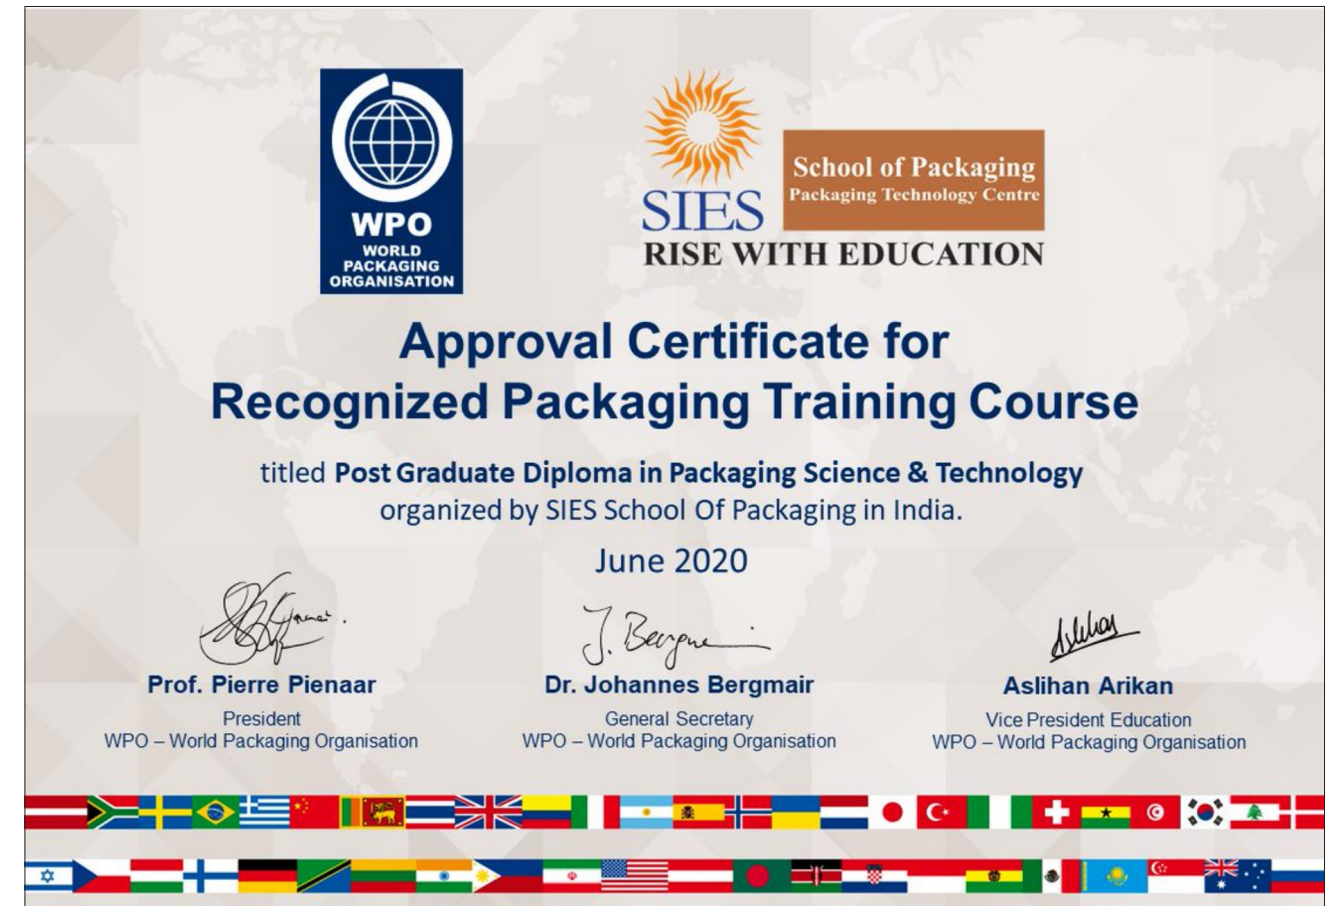 WPO
WORLD
PACKAGING
ORGANISATION
SIES
School of Packaging
Packaging Technology Centre
RISE WITH EDUCATION
Approval Certificate for
Recognized Packaging Training Course
titled Post Graduate Diploma in Packaging Science & Technology
organized by SIES School Of Packaging in India.
June 2020
J. Bergmair
Aslihan
Prof. Pierre Pienaar
Dr. Johannes Bergmair
Aslihan Arikan
President
General Secretary
Vice President Education
WPO – World Packaging Organisation
WPO – World Packaging Organisation
WPO – World Packaging Organisation